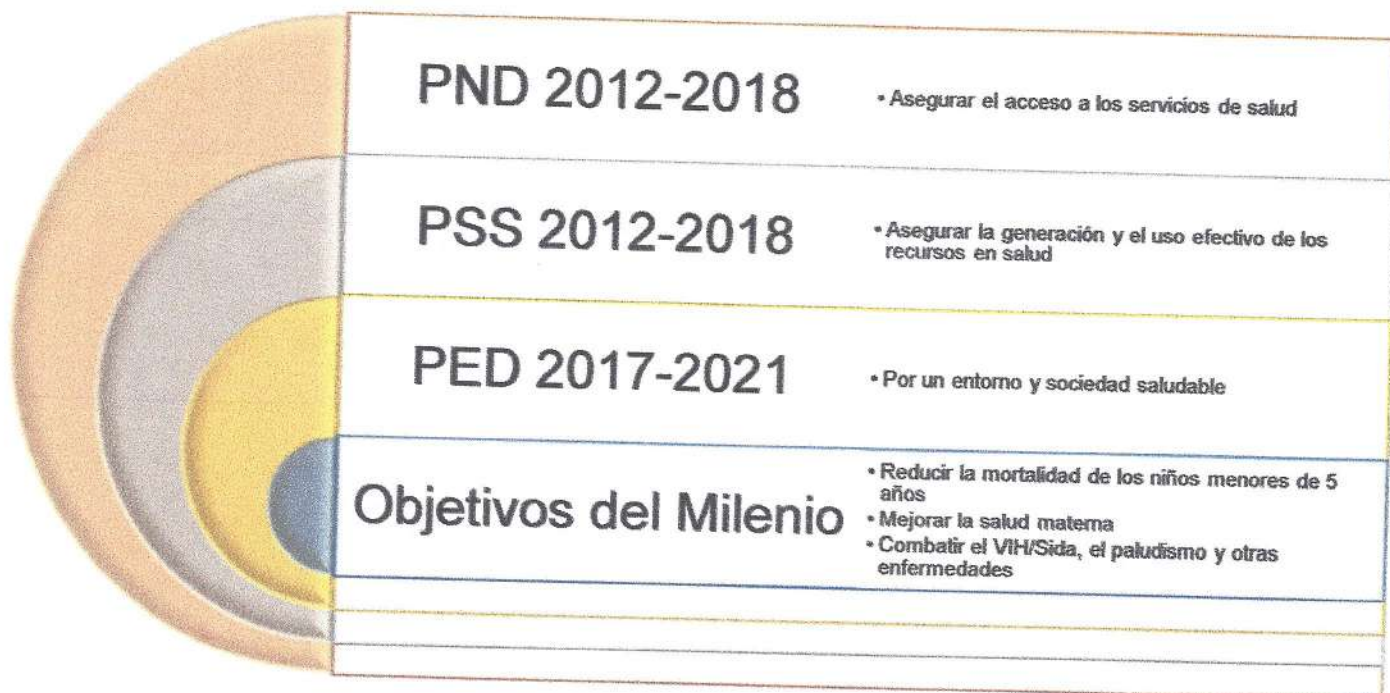 PND 2012-2018
• Asegurar el acceso a los servicios de salud
PSS 2012-2018
• Asegurar la generación y el uso efectivo de los
recursos en salud
PED 2017-2021
• Por un entorno y sociedad saludable
Objetivos del Milenio
• Reducir la mortalidad de los niños menores de 5
años
• Mejorar la salud materna
• Combatir el VIH/Sida, el paludismo y otras
enfermedades